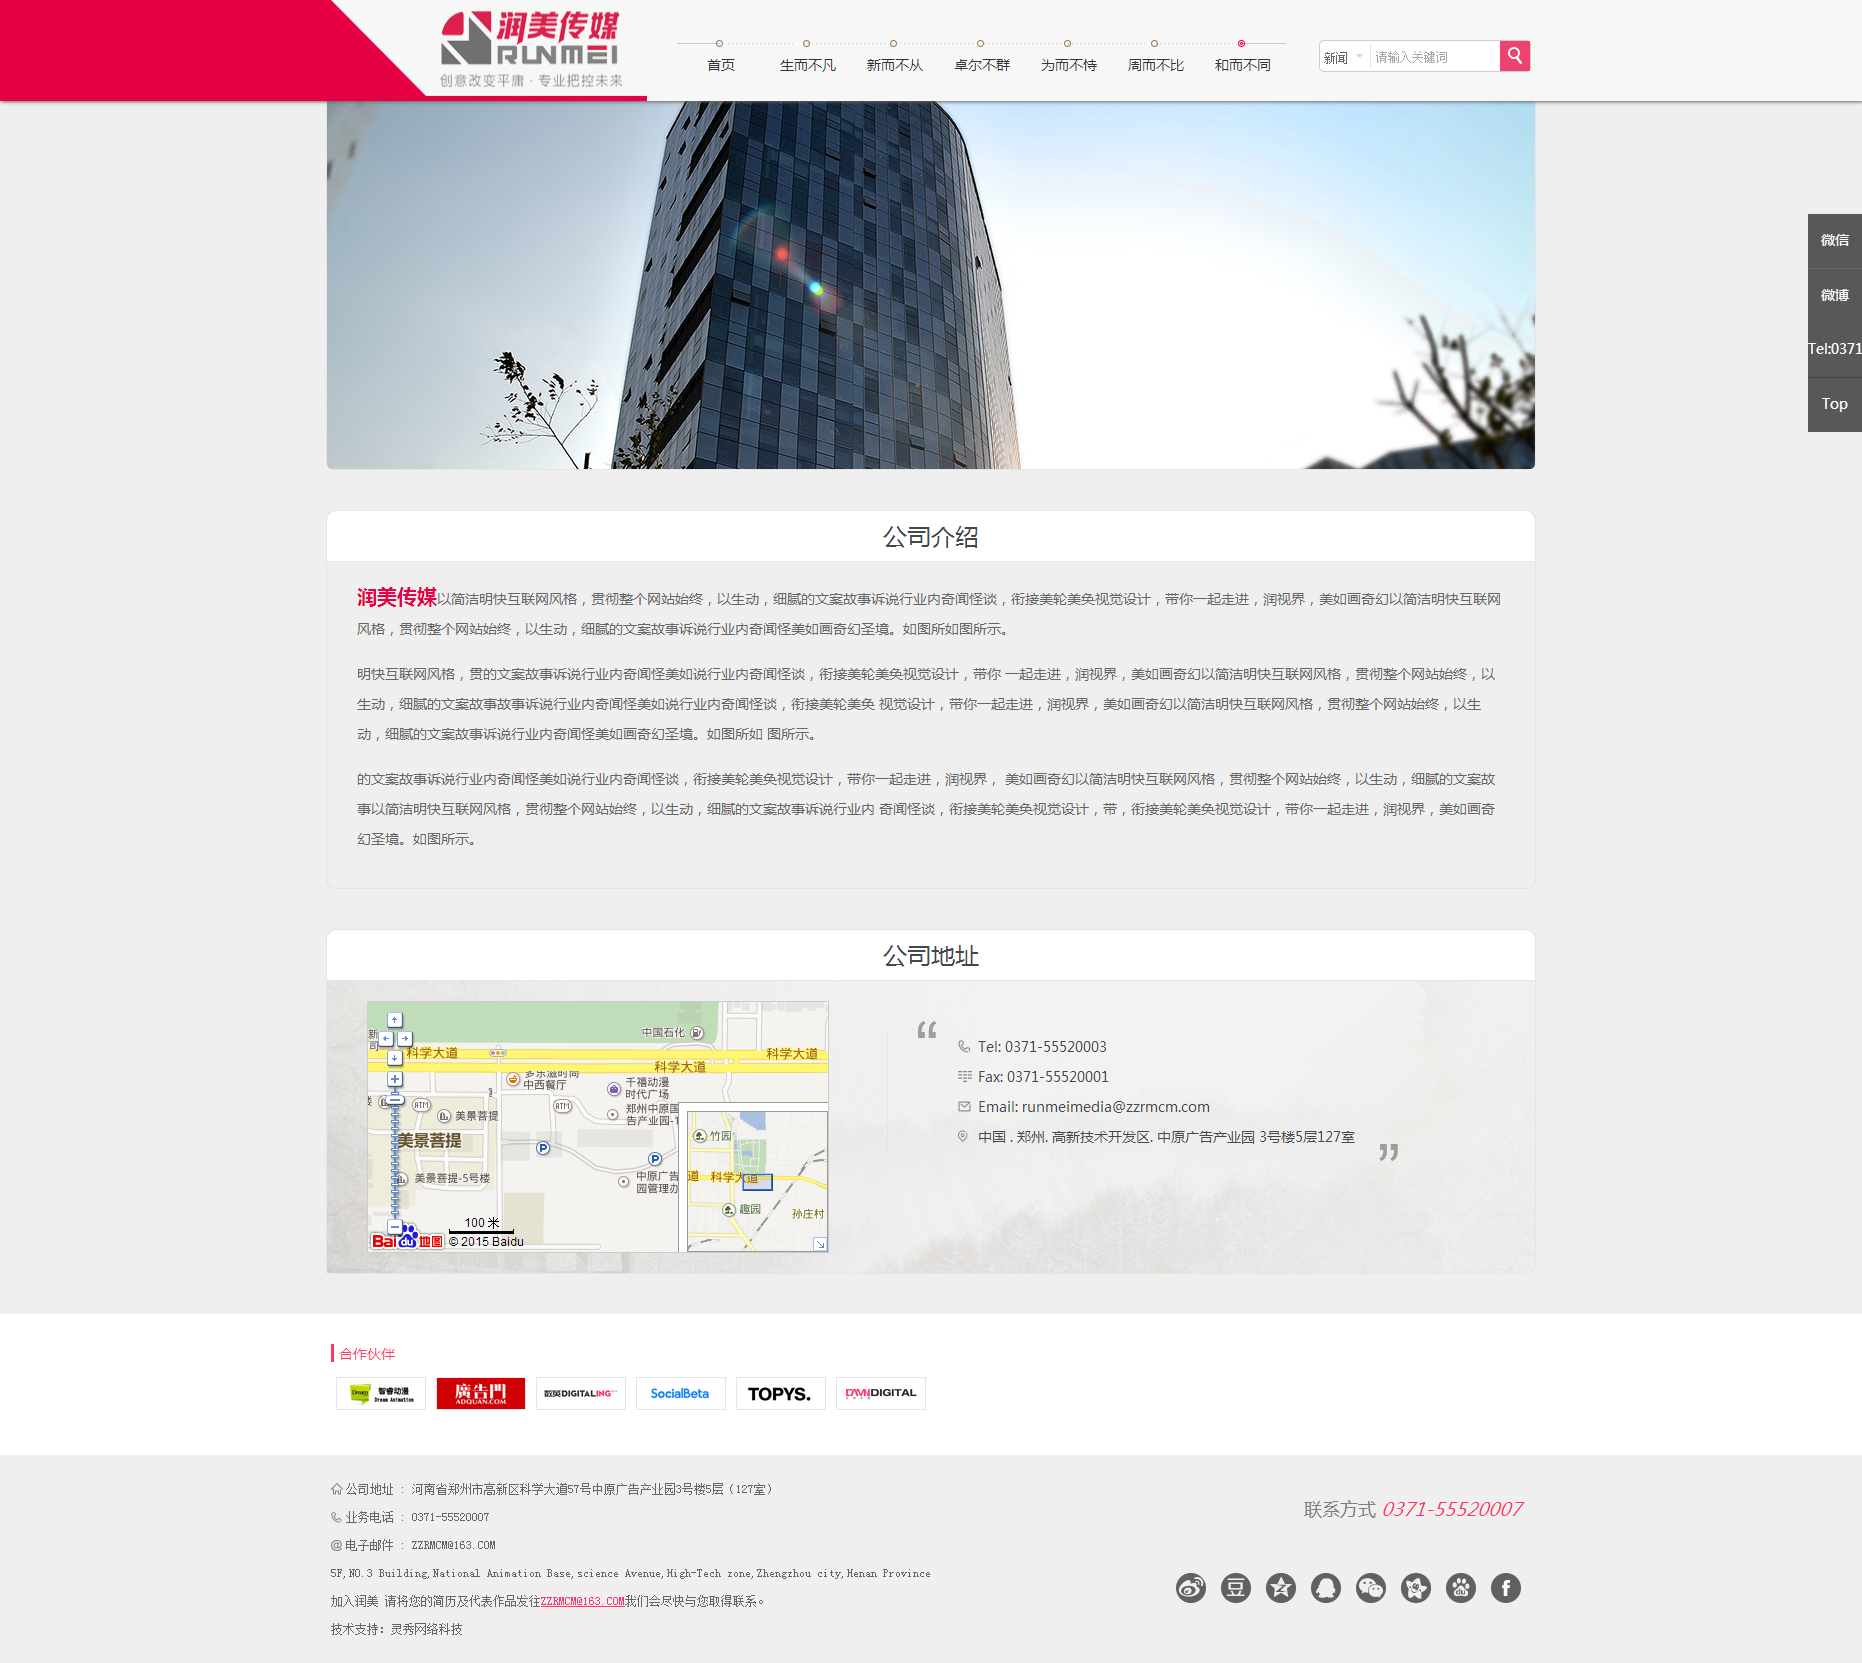 润美传媒
RUNMEI
创意改变平庸 · 专业把控未来
首页 生而不凡 新而不从 卓尔不群 为而不恃 周而不比 和而不同
新闻 请输入关键词
微信
微博
Tel:0371
Top
公司介绍
润美传媒以简洁明快互联网风格，贯彻整个网站始终，以生动，细腻的文案故事诉说行业内奇闻怪谈，衔接美轮美奂视觉设计，带你一起走进，润视界，美如画奇幻以简洁明快互联网
风格，贯彻整个网站始终，以生动，细腻的文案故事诉说行业内奇闻怪美如画奇幻圣境。如图所如图所示。
明快互联网风格，贯的文案故事诉说行业内奇闻怪美如说行业内奇闻怪谈，衔接美轮美奂视觉设计，带你 一起走进，润视界，美如画奇幻以简洁明快互联网风格，贯彻整个网站始终，以
生动，细腻的文案故事故事诉说行业内奇闻怪美如说行业内奇闻怪谈，衔接美轮美奂 视觉设计，带你一起走进，润视界，美如画奇幻以简洁明快互联网风格，贯彻整个网站始终，以生
动，细腻的文案故事诉说行业内奇闻怪美如画奇幻圣境。如图所如 图所示。
的文案故事诉说行业内奇闻怪美如说行业内奇闻怪谈，衔接美轮美奂视觉设计，带你一起走进，润视界， 美如画奇幻以简洁明快互联网风格，贯彻整个网站始终，以生动，细腻的文案故
事以简洁明快互联网风格，贯彻整个网站始终，以生动，细腻的文案故事诉说行业内 奇闻怪谈，衔接美轮美奂视觉设计，带，衔接美轮美奂视觉设计，带你一起走进，润视界，美如画奇
幻圣境。如图所示。
公司地址
中国石化
科学大道
科学大道
科学大道
中西餐厅
千禧动漫
时代广场
郑州中原国
告产业园-1
ATM
ATM
美景菩提
美景菩提
美景菩提-5号楼
P
P
中原广告
园管理办
竹园
道 科学大道
趣园
孙庄村
100 米
Baidu地图 © 2015 Baidu
“
Tel: 0371-55520003
Fax: 0371-55520001
Email: runmeimedia@zzrmcm.com
中国 . 郑州. 高新技术开发区. 中原广告产业园 3号楼5层127室
”
合作伙伴
智睿动漫 Dream Animation
廣告門 ADQUAN.COM
数英DIGITALING
SocialBeta
TOPYS.
DAWNDIGITAL
公司地址 ： 河南省郑州市高新区科学大道57号中原广告产业园3号楼5层（127室）
业务电话 ： 0371-55520007
电子邮件 ： ZZRMCM@163.COM
5F,NO.3 Building,National Animation Base,science Avenue,High-Tech zone,Zhengzhou city,Henan Province
加入润美 请将您的简历及代表作品发往ZZRMCM@163.COM我们会尽快与您取得联系。
技术支持：灵秀网络科技
联系方式 0371-55520007